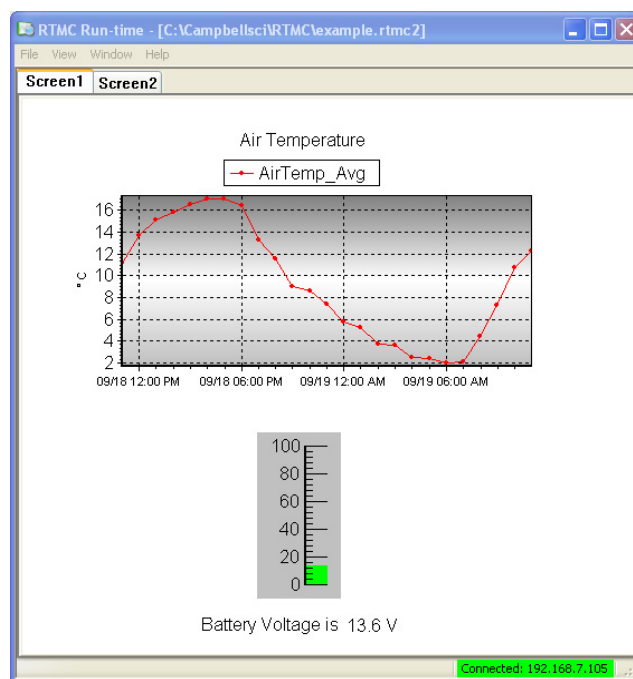 RTMC Run-time - [C:\Campbellsci\RTMC\example.rtmc2]
File View Window Help
Screen1 Screen2
Air Temperature
AirTemp_Avg
16
14
12
10
8
6
4
2
° C
09/18 12:00 PM 09/18 06:00 PM 09/19 12:00 AM 09/19 06:00 AM
100
80
60
40
20
0
Battery Voltage is 13.6 V
Connected: 192.168.7.105